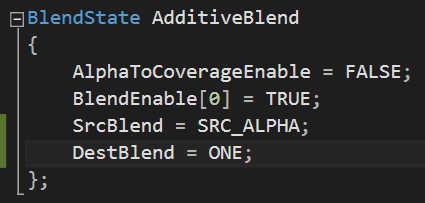 BlendState AdditiveBlend
{
    AlphaToCoverageEnable = FALSE;
    BlendEnable[0] = TRUE;
    SrcBlend = SRC_ALPHA;
    DestBlend = ONE;
};